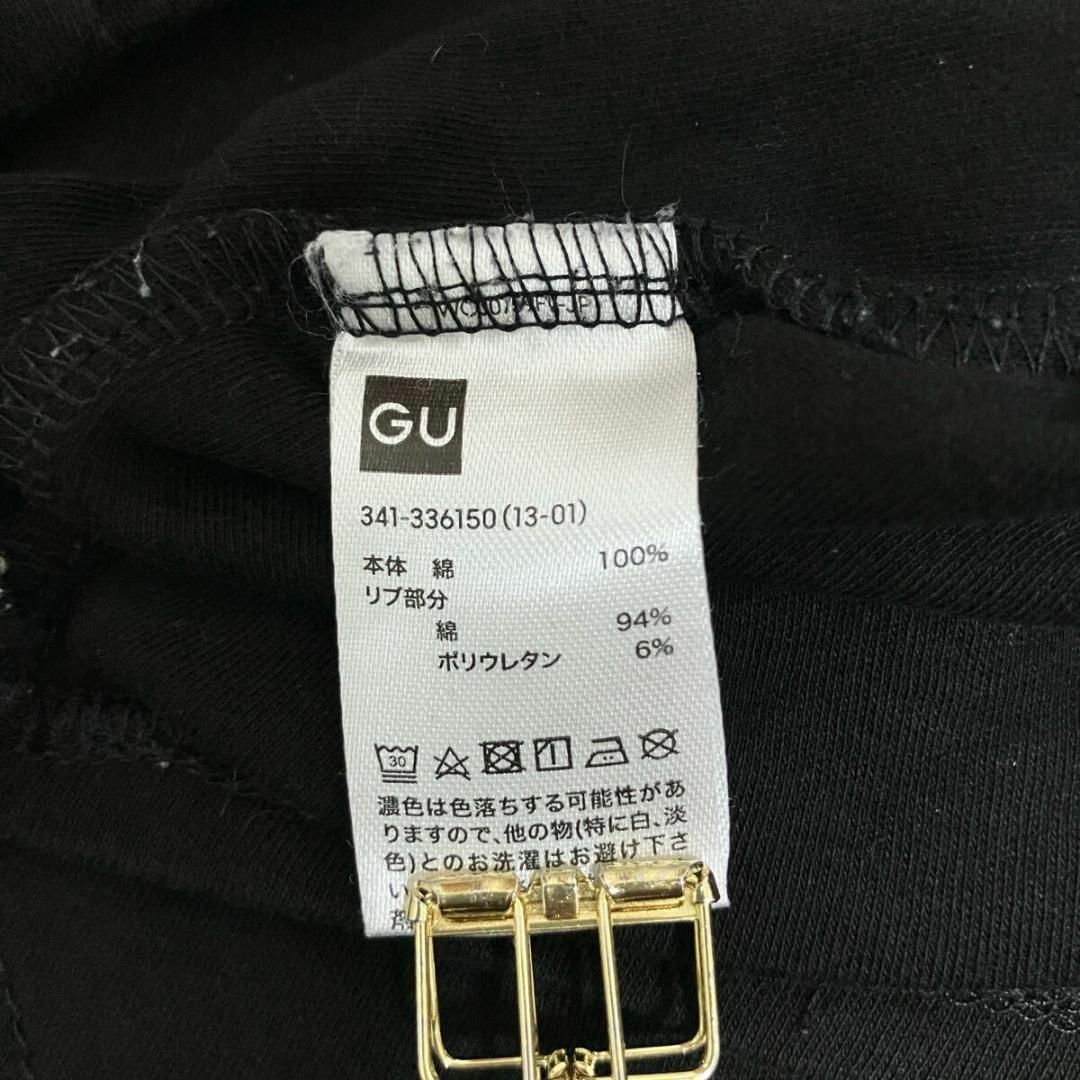 GU
341-336150 (13-01)
本体 綿 100%
リブ部分
綿 94%
ポリウレタン 6%
30
濃色は色落ちする可能性があ
りますので、他の物(特に白、淡
色)とのお洗濯はお避け下さ
い